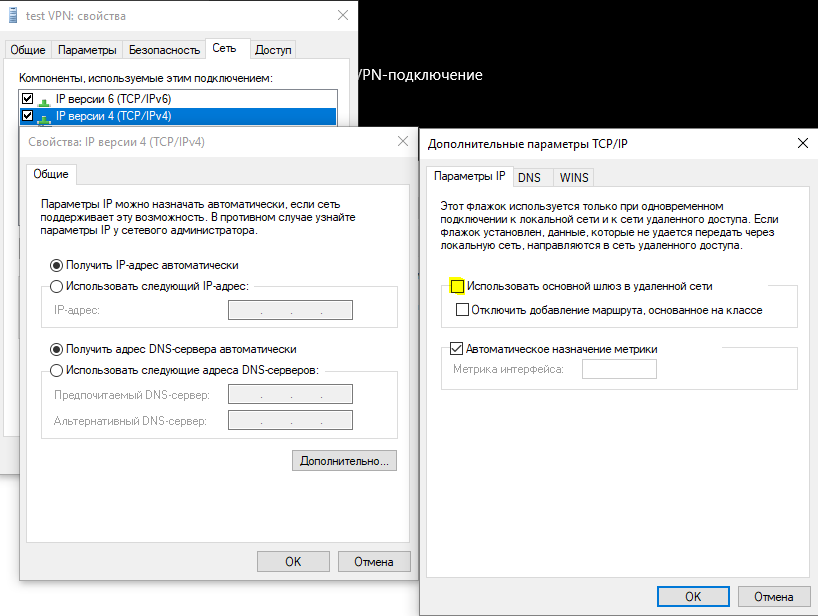 test VPN: свойства
Общие Параметры Безопасность Сеть Доступ
Компоненты, используемые этим подключением:
IP версии 6 (TCP/IPv6)
IP версии 4 (TCP/IPv4)
VPN-подключение
Свойства: IP версии 4 (TCP/IPv4)
Общие
Параметры IP можно назначать автоматически, если сеть
поддерживает эту возможность. В противном случае узнайте
параметры IP у сетевого администратора.
Получить IP-адрес автоматически
Использовать следующий IP-адрес:
IP-адрес:
Получить адрес DNS-сервера автоматически
Использовать следующие адреса DNS-серверов:
Предпочитаемый DNS-сервер:
Альтернативный DNS-сервер:
Дополнительно...
OK Отмена
Дополнительные параметры TCP/IP
Параметры IP DNS WINS
Этот флажок используется только при одновременном
подключении к локальной сети и к сети удаленного доступа. Если
флажок установлен, данные, которые не удается передать через
локальную сеть, направляются в сеть удаленного доступа.
Использовать основной шлюз в удаленной сети
Отключить добавление маршрута, основанное на классе
Автоматическое назначение метрики
Метрика интерфейса:
OK Отмена